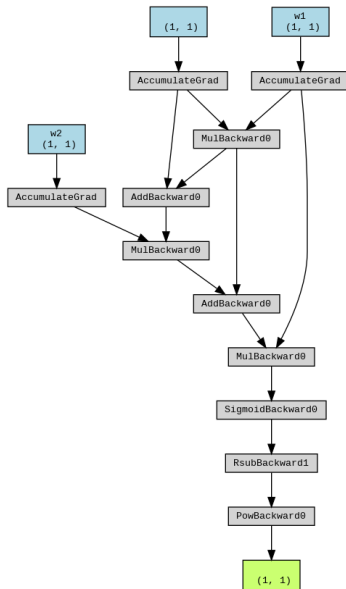 (1, 1)
w1
(1, 1)
AccumulateGrad
AccumulateGrad
w2
(1, 1)
MulBackward0
AccumulateGrad
AddBackward0
MulBackward0
AddBackward0
MulBackward0
SigmoidBackward0
RsubBackward1
PowBackward0
(1, 1)